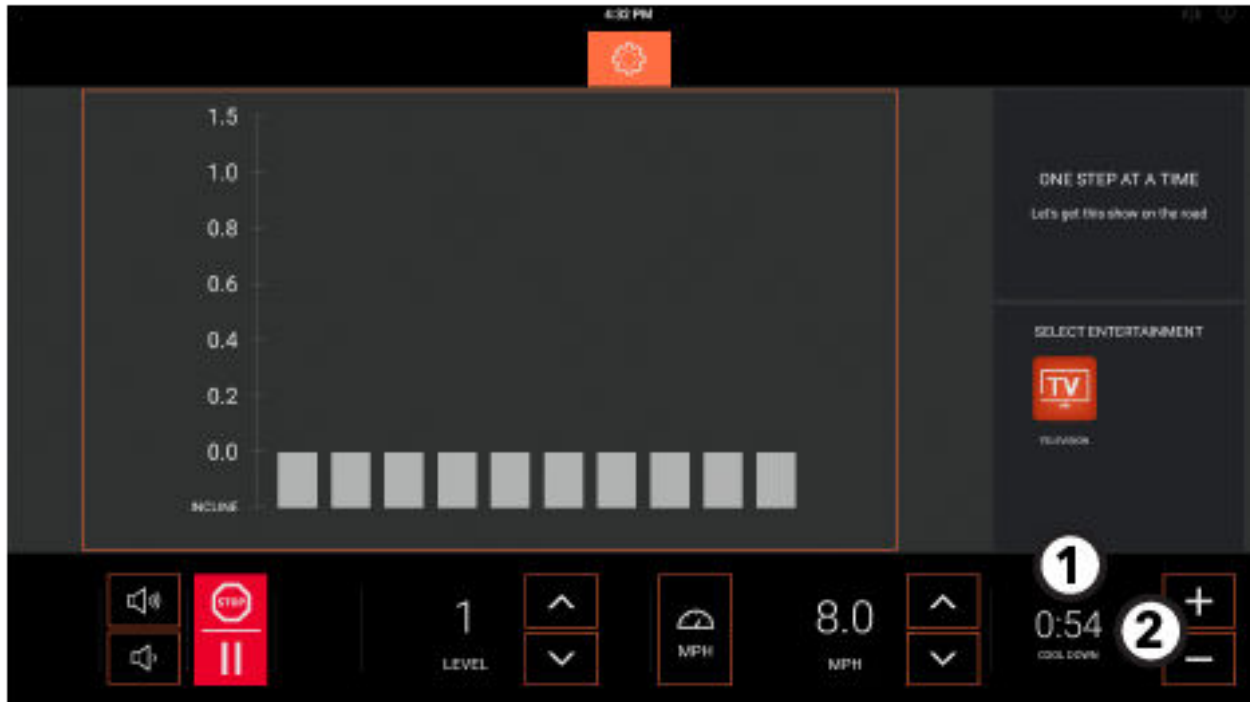 4:32 PM
1.5
1.0
0.8
0.6
0.4
0.2
0.0
INCLINE
ONE STEP AT A TIME
Let's get this show on the road
SELECT ENTERTAINMENT
TV
TELEVISION
STOP
1
LEVEL
MPH
8.0
MPH
1
0:54
COOL DOWN
2